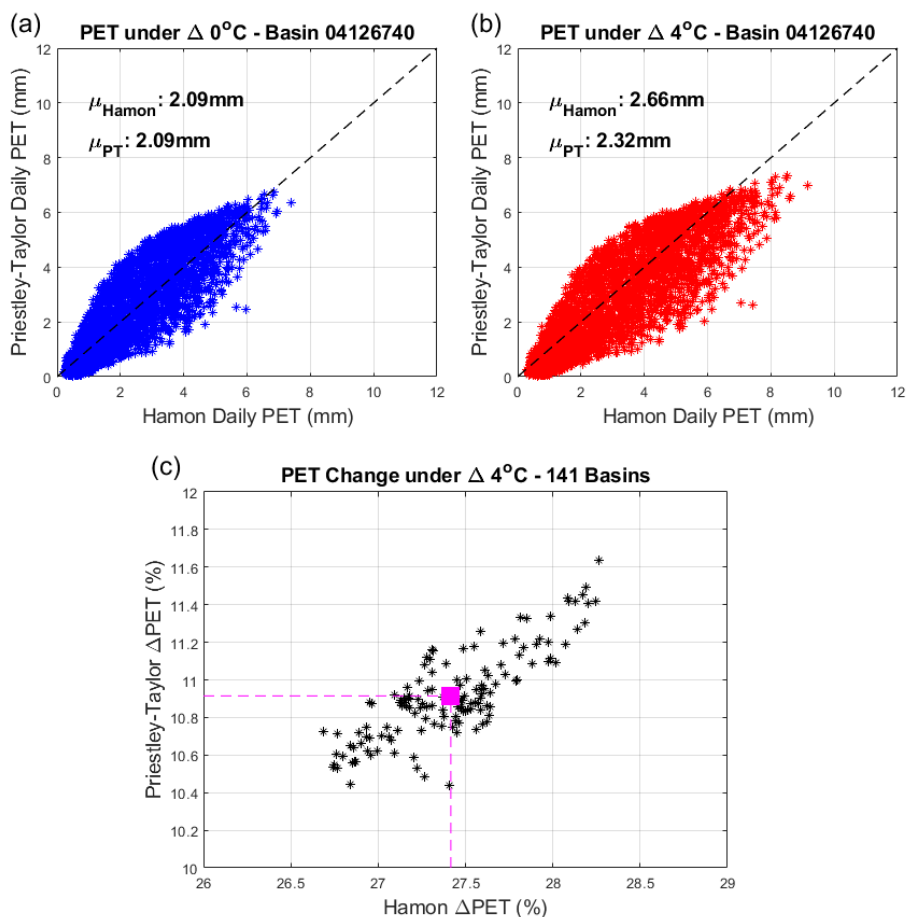 (a)
PET under Δ 0°C - Basin 04126740
Priestley-Taylor Daily PET (mm)
12
10
8
6
4
2
0
μHamon: 2.09mm
μPT: 2.09mm
0 2 4 6 8 10 12
Hamon Daily PET (mm)
(b)
PET under Δ 4°C - Basin 04126740
Priestley-Taylor Daily PET (mm)
12
10
8
6
4
2
0
μHamon: 2.66mm
μPT: 2.32mm
0 2 4 6 8 10 12
Hamon Daily PET (mm)
(c)
PET Change under Δ 4°C - 141 Basins
Priestley-Taylor ΔPET (%)
12
11.8
11.6
11.4
11.2
11
10.8
10.6
10.4
10.2
10
26 26.5 27 27.5 28 28.5 29
Hamon ΔPET (%)